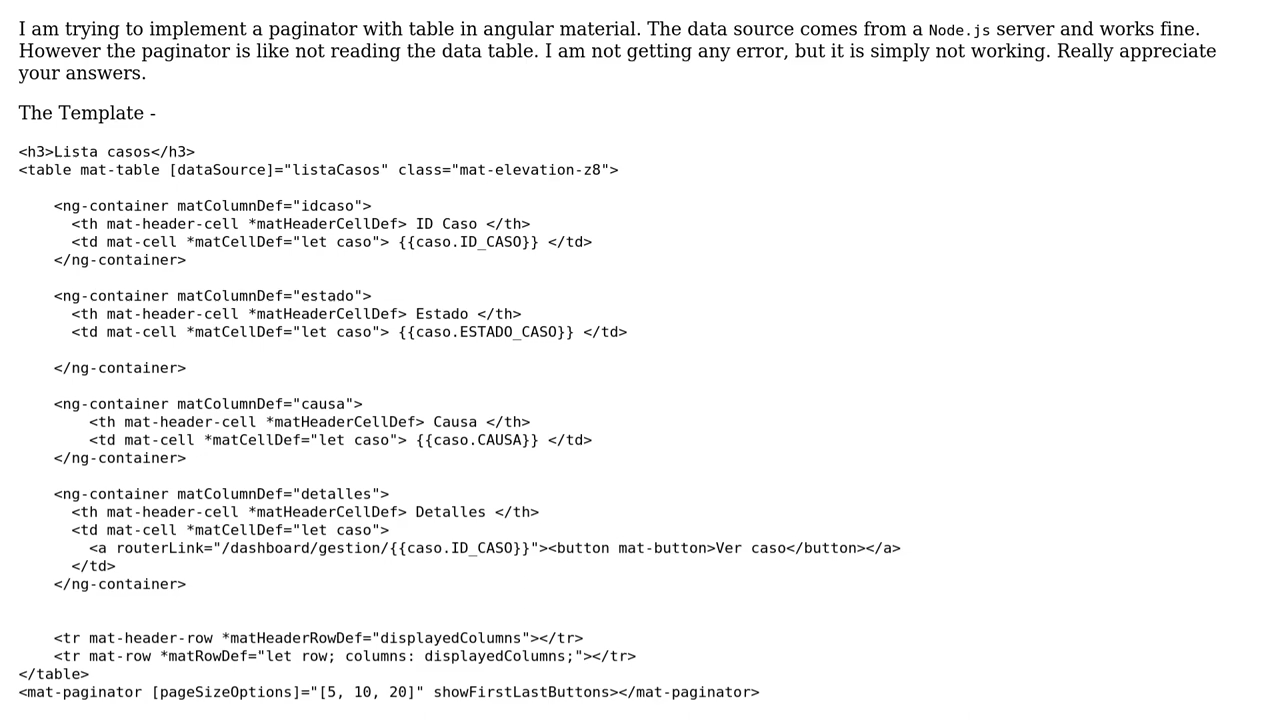 I am trying to implement a paginator with table in angular material. The data source comes from a Node.js server and works fine.
However the paginator is like not reading the data table. I am not getting any error, but it is simply not working. Really appreciate
your answers.
The Template -
<h3>Lista casos</h3>
<table mat-table [dataSource]="listaCasos" class="mat-elevation-z8">
    <ng-container matColumnDef="idcaso">
      <th mat-header-cell *matHeaderCellDef> ID Caso </th>
      <td mat-cell *matCellDef="let caso"> {{caso.ID_CASO}} </td>
    </ng-container>
    <ng-container matColumnDef="estado">
      <th mat-header-cell *matHeaderCellDef> Estado </th>
      <td mat-cell *matCellDef="let caso"> {{caso.ESTADO_CASO}} </td>
    </ng-container>
    <ng-container matColumnDef="causa">
        <th mat-header-cell *matHeaderCellDef> Causa </th>
        <td mat-cell *matCellDef="let caso"> {{caso.CAUSA}} </td>
    </ng-container>
    <ng-container matColumnDef="detalles">
      <th mat-header-cell *matHeaderCellDef> Detalles </th>
      <td mat-cell *matCellDef="let caso">
        <a routerLink="/dashboard/gestion/{{caso.ID_CASO}}"><button mat-button>Ver caso</button></a>
      </td>
    </ng-container>
    <tr mat-header-row *matHeaderRowDef="displayedColumns"></tr>
    <tr mat-row *matRowDef="let row; columns: displayedColumns;"></tr>
</table>
<mat-paginator [pageSizeOptions]="[5, 10, 20]" showFirstLastButtons></mat-paginator>